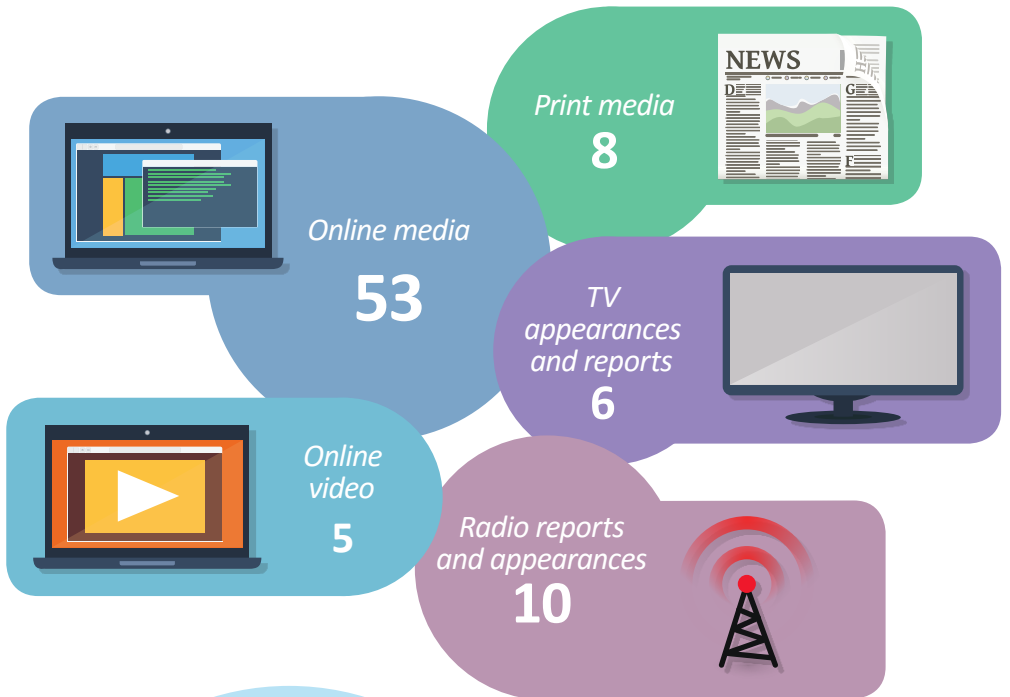 NEWS
D
G
F
Print media
8
Online media
53
TV
appearances
and reports
6
Online
video
5
Radio reports
and appearances
10